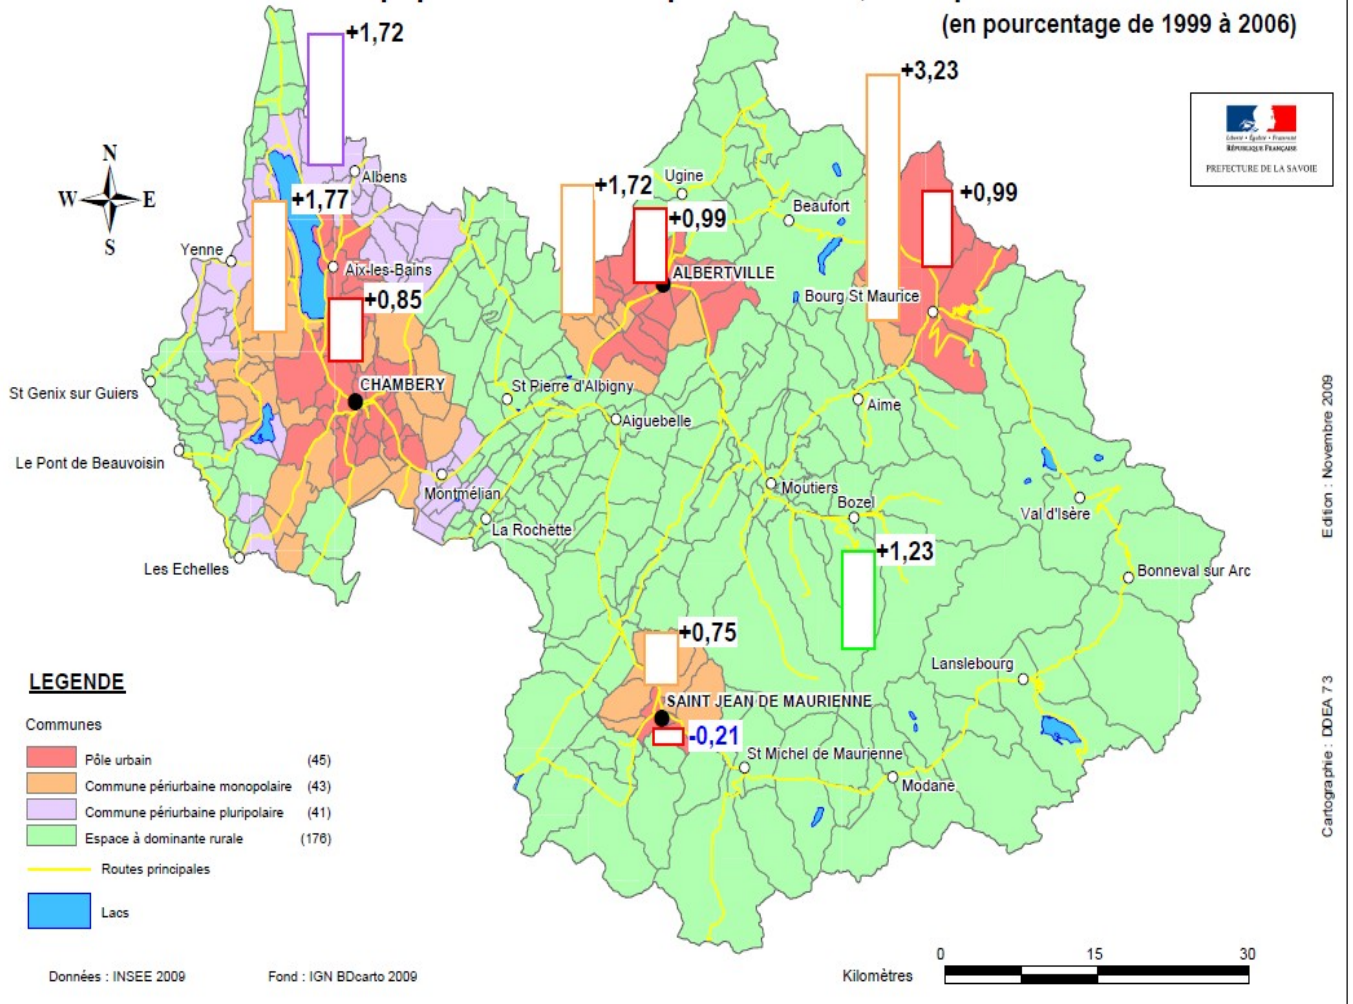 (en pourcentage de 1999 à 2006)
+1,72
+3,23
Liberté • Égalité • Fraternité
RÉPUBLIQUE FRANÇAISE
PREFECTURE DE LA SAVOIE
N
W
E
S
Albens
+1,77
Ugine
+1,72
+0,99
Beaufort
+0,99
Yenne
Aix-les-Bains
ALBERTVILLE
+0,85
Bourg St Maurice
CHAMBERY
St Genix sur Guiers
St Pierre d'Albigny
Aime
Aiguebelle
Le Pont de Beauvoisin
Montmélian
Moutiers
Bozel
Val d'Isère
La Rochette
+1,23
Les Echelles
Bonneval sur Arc
+0,75
Lanslebourg
SAINT JEAN DE MAURIENNE
-0,21
St Michel de Maurienne
Modane
Edition : Novembre 2009
Cartographie : DDEA 73
LEGENDE
Communes
Pôle urbain (45)
Commune périurbaine monopolaire (43)
Commune périurbaine pluripolaire (41)
Espace à dominante rurale (176)
Routes principales
Lacs
Données : INSEE 2009 Fond : IGN BDcarto 2009
Kilomètres
0 15 30